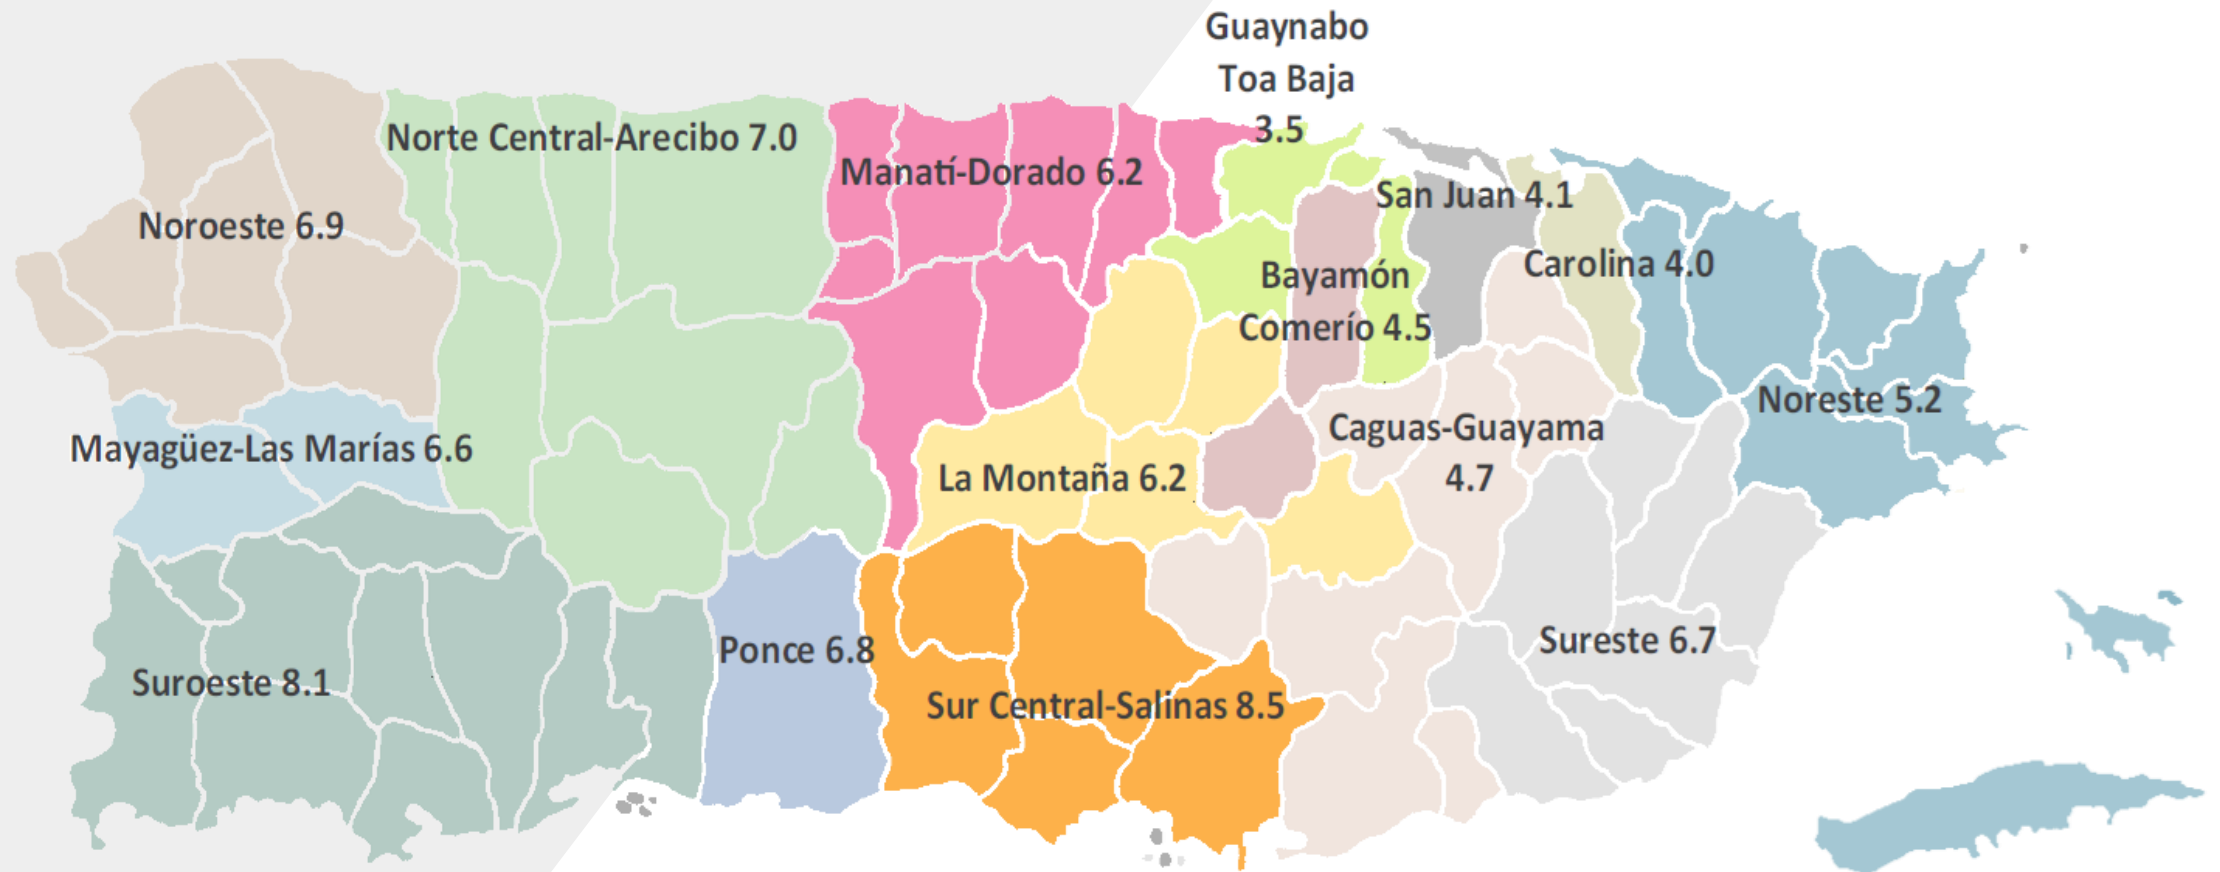 Guaynabo
Toa Baja
3.5
Norte Central-Arecibo 7.0
Manatí-Dorado 6.2
San Juan 4.1
Noroeste 6.9
Bayamón
Comerío 4.5
Carolina 4.0
Noreste 5.2
Mayagüez-Las Marías 6.6
La Montaña 6.2
Caguas-Guayama
4.7
Ponce 6.8
Sureste 6.7
Suroeste 8.1
Sur Central-Salinas 8.5